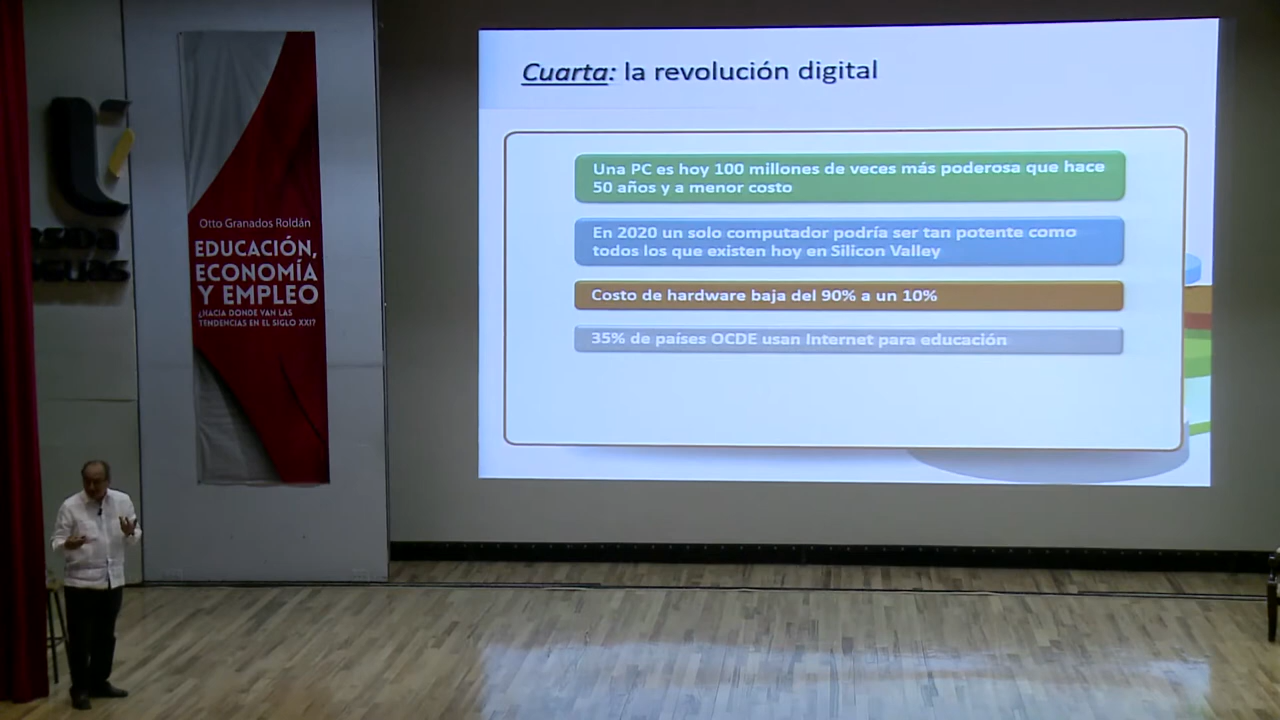 Cuarta: la revolución digital
Una PC es hoy 100 millones de veces más poderosa que hace
50 años y a menor costo
En 2020 un solo computador podría ser tan potente como
todos los que existen hoy en Silicon Valley
Costo de hardware baja del 90% a un 10%
35% de países OCDE usan Internet para educación
Otto Granados Roldán
EDUCACIÓN,
ECONOMÍA
Y EMPLEO
¿HACIA DONDE VAN LAS
TENDENCIAS EN EL SIGLO XXI?